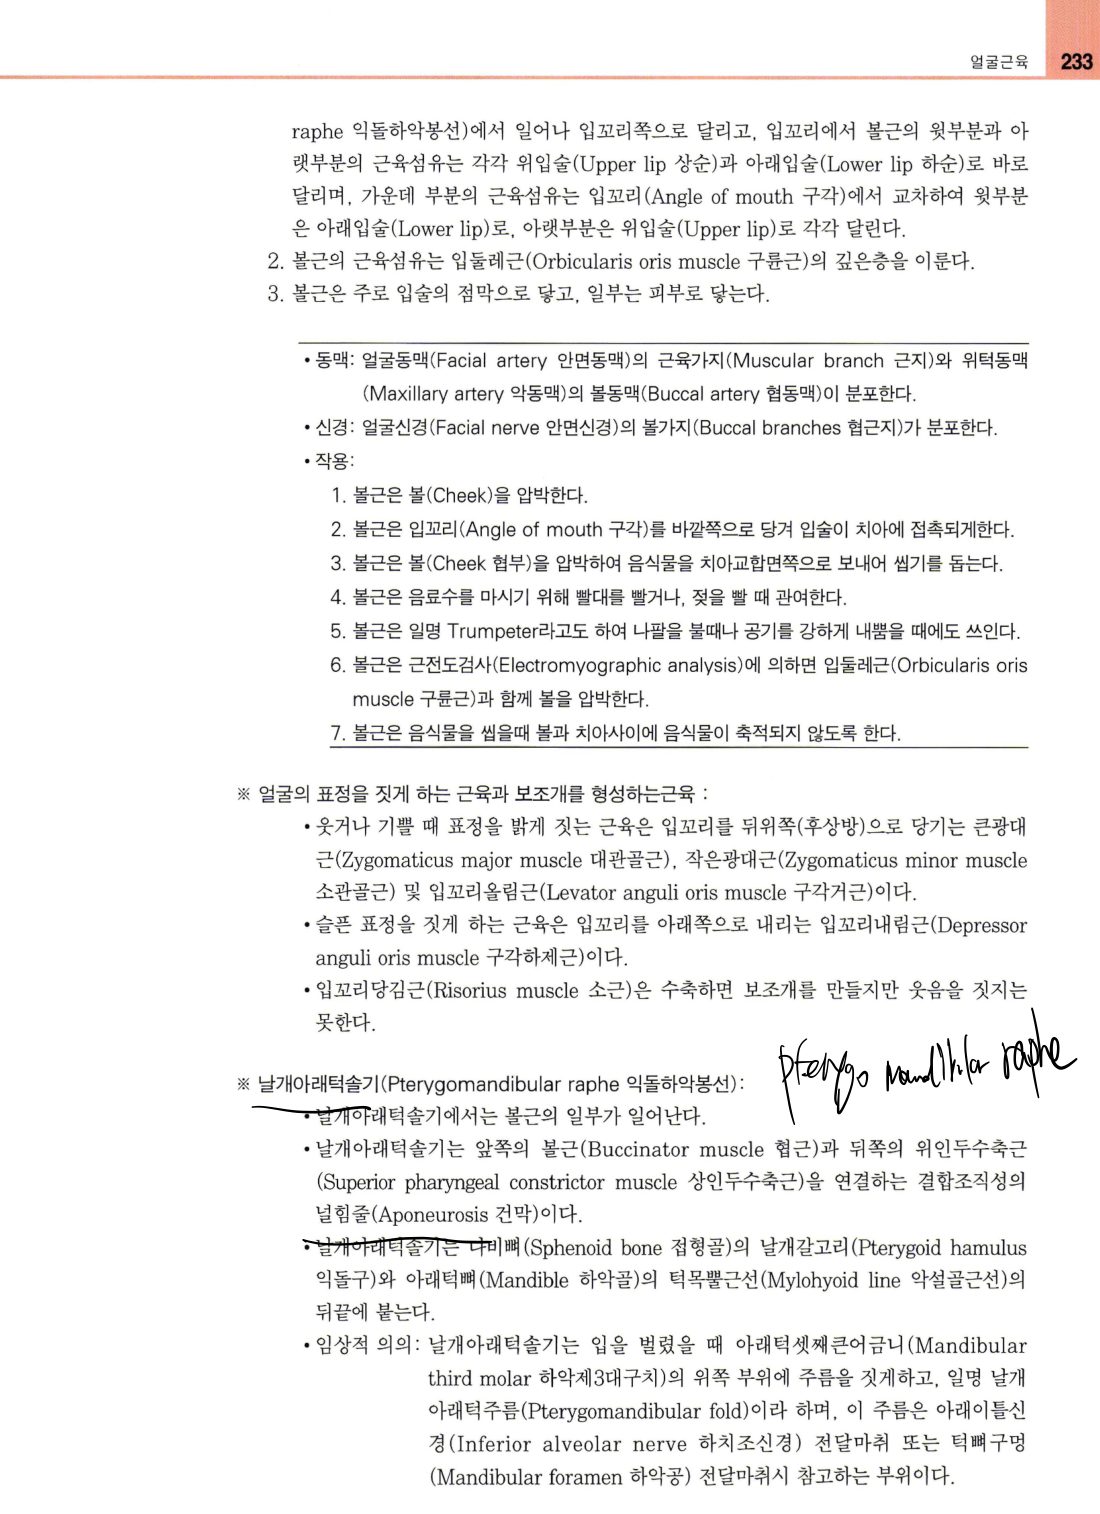 얼굴근육 233
raphe 익돌하악봉선)에서 일어나 입꼬리쪽으로 달리고, 입꼬리에서 볼근의 윗부분과 아
랫부분의 근육섬유는 각각 위입술(Upper lip 상순)과 아래입술(Lower lip 하순)로 바로
달리며, 가운데 부분의 근육섬유는 입꼬리(Angle of mouth 구각)에서 교차하여 윗부분
은 아래입술(Lower lip)로, 아랫부분은 위입술(Upper lip)로 각각 달린다.
2. 볼근의 근육섬유는 입둘레근(Orbicularis oris muscle 구륜근)의 깊은층을 이룬다.
3. 볼근은 주로 입술의 점막으로 닿고, 일부는 피부로 닿는다.
• 동맥: 얼굴동맥(Facial artery 안면동맥)의 근육가지(Muscular branch 근지)와 위턱동맥
(Maxillary artery 악동맥)의 볼동맥(Buccal artery 협동맥)이 분포한다.
• 신경: 얼굴신경(Facial nerve 안면신경)의 볼가지(Buccal branches 협근지)가 분포한다.
• 작용:
1. 볼근은 볼(Cheek)을 압박한다.
2. 볼근은 입꼬리(Angle of mouth 구각)를 바깥쪽으로 당겨 입술이 치아에 접촉되게한다.
3. 볼근은 볼(Cheek 협부)을 압박하여 음식물을 치아교합면쪽으로 보내어 씹기를 돕는다.
4. 볼근은 음료수를 마시기 위해 빨대를 빨거나, 젖을 빨 때 관여한다.
5. 볼근은 일명 Trumpeter라고도 하여 나팔을 불때나 공기를 강하게 내뿜을 때에도 쓰인다.
6. 볼근은 근전도검사(Electromyographic analysis)에 의하면 입둘레근(Orbicularis oris
muscle 구륜근)과 함께 볼을 압박한다.
7. 볼근은 음식물을 씹을때 볼과 치아사이에 음식물이 축적되지 않도록 한다.
※ 얼굴의 표정을 짓게 하는 근육과 보조개를 형성하는근육 :
• 웃거나 기쁠 때 표정을 밝게 짓는 근육은 입꼬리를 뒤위쪽(후상방)으로 당기는 큰광대
근(Zygomaticus major muscle 대관골근), 작은광대근(Zygomaticus minor muscle
소관골근) 및 입꼬리올림근(Levator anguli oris muscle 구각거근)이다.
• 슬픈 표정을 짓게 하는 근육은 입꼬리를 아래쪽으로 내리는 입꼬리내림근(Depressor
anguli oris muscle 구각하제근)이다.
• 입꼬리당김근(Risorius muscle 소근)은 수축하면 보조개를 만들지만 웃음을 짓지는
못한다.
※ 날개아래턱솔기(Pterygomandibular raphe 익돌하악봉선): pterygo mandibular raphe
• 날개아래턱솔기에서는 볼근의 일부가 일어난다.
• 날개아래턱솔기는 앞쪽의 볼근(Buccinator muscle 협근)과 뒤쪽의 위인두수축근
(Superior pharyngeal constrictor muscle 상인두수축근)을 연결하는 결합조직성의
널힘줄(Aponeurosis 건막)이다.
• 날개아래턱솔기는 나비뼈(Sphenoid bone 접형골)의 날개갈고리(Pterygoid hamulus
익돌구)와 아래턱뼈(Mandible 하악골)의 턱목뿔근선(Mylohyoid line 악설골근선)의
뒤끝에 붙는다.
• 임상적 의의: 날개아래턱솔기는 입을 벌렸을 때 아래턱셋째큰어금니(Mandibular
third molar 하악제3대구치)의 위쪽 부위에 주름을 짓게하고, 일명 날개
아래턱주름(Pterygomandibular fold)이라 하며, 이 주름은 아래이틀신
경(Inferior alveolar nerve 하치조신경) 전달마취 또는 턱뼈구멍
(Mandibular foramen 하악공) 전달마취시 참고하는 부위이다.